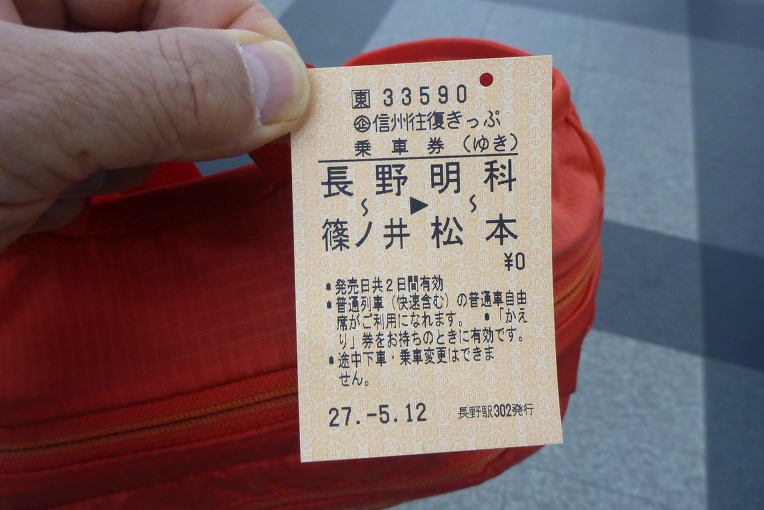 東 33590
企信州往復きっぷ
乗車券（ゆき）
長野 明科
〜 ▶ 〜
篠ノ井 松本
¥0
●発売日共2日間有効
●普通列車（快速含む）の普通車自由
席がご利用になれます。 ●「かえ
り」券をお持ちのときに有効です。
●途中下車・乗車変更はできま
せん。
27.-5.12 長野駅302発行